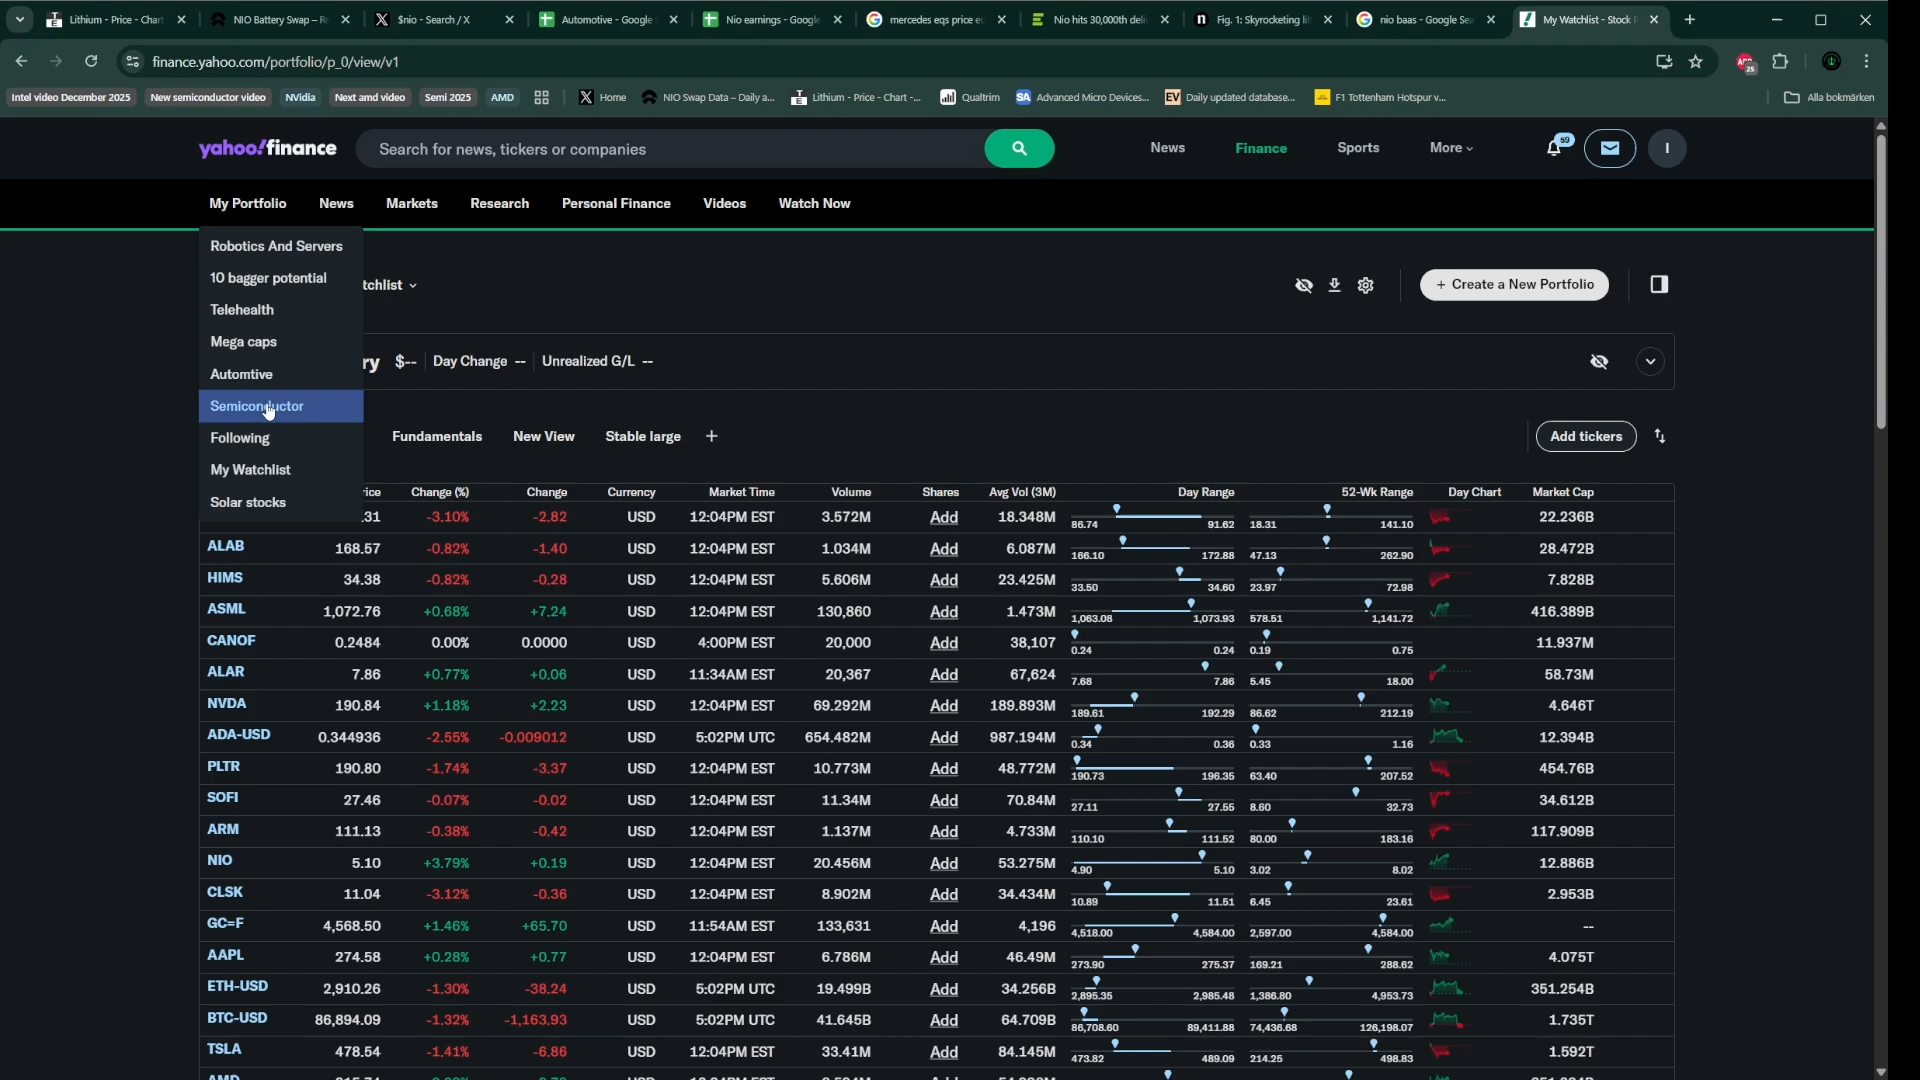 Lithium - Price - Chart
NIO Battery Swap – R
$nio - Search / X
Automotive - Google
Nio earnings - Google
mercedes eqs price eu
Nio hits 30,000th deli
Fig. 1: Skyrocketing lit
nio baas - Google Sea
My Watchlist - Stock P
finance.yahoo.com/portfolio/p_0/view/v1
25
Intel video December 2025
New semiconductor video
NVidia
Next amd video
Semi 2025
AMD
Home
NIO Swap Data – Daily a...
Lithium - Price - Chart -...
Qualtrim
Advanced Micro Devices...
Daily updated database...
F1 Tottenham Hotspur v...
Alla bokmärken
yahoo!finance
Search for news, tickers or companies
News
Finance
Sports
More
59
I
My Portfolio
News
Markets
Research
Personal Finance
Videos
Watch Now
Robotics And Servers
10 bagger potential
Telehealth
Mega caps
Automtive
Semiconductor
Following
My Watchlist
Solar stocks
tchlist
+ Create a New Portfolio
ry $-- Day Change -- Unrealized G/L --
Fundamentals New View Stable large +
Add tickers
ice Change (%) Change Currency Market Time Volume Shares Avg Vol (3M) Day Range 52-Wk Range Day Chart Market Cap
.31 -3.10% -2.82 USD 12:04PM EST 3.572M Add 18.348M 86.74 91.62 18.31 141.10 22.236B
ALAB 168.57 -0.82% -1.40 USD 12:04PM EST 1.034M Add 6.087M 166.10 172.88 47.13 262.90 28.472B
HIMS 34.38 -0.82% -0.28 USD 12:04PM EST 5.606M Add 23.425M 33.50 34.60 23.97 72.98 7.828B
ASML 1,072.76 +0.68% +7.24 USD 12:04PM EST 130,860 Add 1.473M 1,063.08 1,073.93 578.51 1,141.72 416.389B
CANOF 0.2484 0.00% 0.0000 USD 4:00PM EST 20,000 Add 38,107 0.24 0.24 0.19 0.75 11.937M
ALAR 7.86 +0.77% +0.06 USD 11:34AM EST 20,367 Add 67,624 7.68 7.86 5.45 18.00 58.73M
NVDA 190.84 +1.18% +2.23 USD 12:04PM EST 69.292M Add 189.893M 189.61 192.29 86.62 212.19 4.646T
ADA-USD 0.344936 -2.55% -0.009012 USD 5:02PM UTC 654.482M Add 987.194M 0.34 0.36 0.33 1.16 12.394B
PLTR 190.80 -1.74% -3.37 USD 12:04PM EST 10.773M Add 48.772M 190.73 196.35 63.40 207.52 454.76B
SOFI 27.46 -0.07% -0.02 USD 12:04PM EST 11.34M Add 70.84M 27.11 27.55 8.60 32.73 34.612B
ARM 111.13 -0.38% -0.42 USD 12:04PM EST 1.137M Add 4.733M 110.10 111.52 80.00 183.16 117.909B
NIO 5.10 +3.79% +0.19 USD 12:04PM EST 20.456M Add 53.275M 4.90 5.10 3.02 8.02 12.886B
CLSK 11.04 -3.12% -0.36 USD 12:04PM EST 8.902M Add 34.434M 10.89 11.51 6.45 23.61 2.953B
GC=F 4,568.50 +1.46% +65.70 USD 11:54AM EST 133,631 Add 4,196 4,518.00 4,584.00 2,597.00 4,584.00 --
AAPL 274.58 +0.28% +0.77 USD 12:04PM EST 6.786M Add 46.49M 273.90 275.37 169.21 288.62 4.075T
ETH-USD 2,910.26 -1.30% -38.24 USD 5:02PM UTC 19.499B Add 34.256B 2,895.35 2,985.48 1,386.80 4,953.73 351.254B
BTC-USD 86,894.09 -1.32% -1,163.93 USD 5:02PM UTC 41.645B Add 64.709B 86,708.60 89,411.88 74,436.68 126,198.07 1.735T
TSLA 478.54 -1.41% -6.86 USD 12:04PM EST 33.41M Add 84.145M 473.82 489.09 214.25 498.83 1.592T
AMD